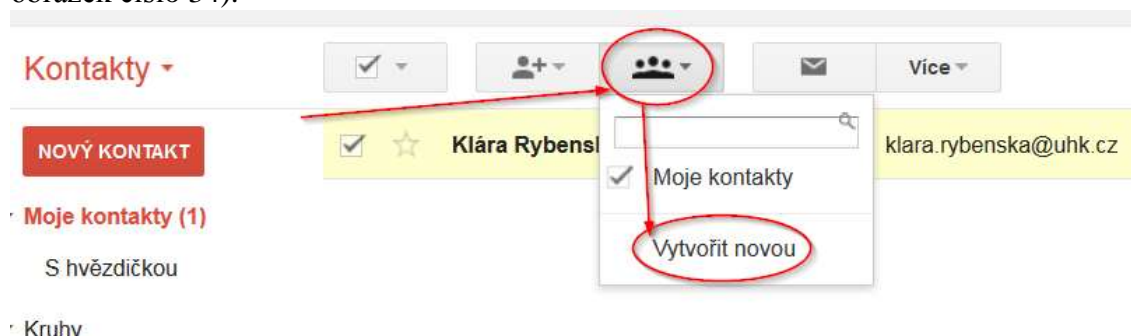 obrázek číslo 34).
Kontakty
Více
NOVÝ KONTAKT
Klára Rybensk
klara.rybenska@uhk.cz
Moje kontakty
Moje kontakty (1)
Vytvořit novou
S hvězdičkou
Kruhy